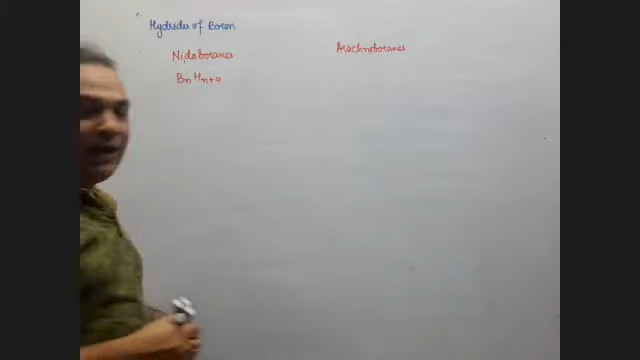 Hydrides of Boron
Nidoboranes
Arachnoboranes
BnHn+4